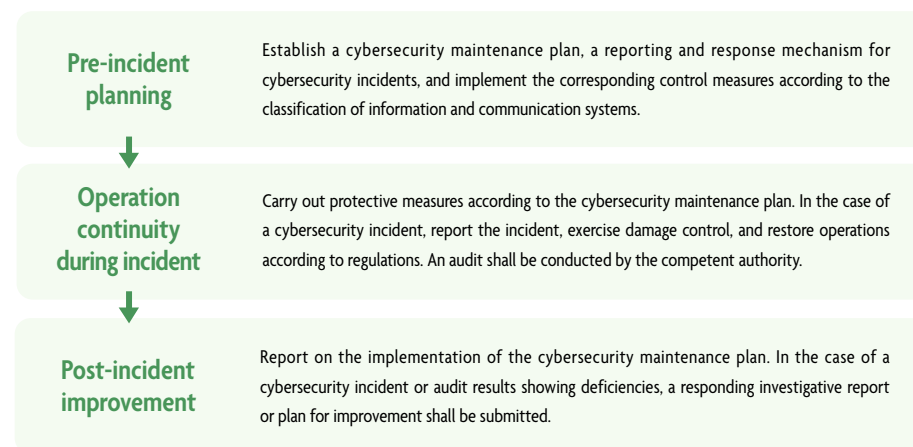 Pre-incident
planning
Establish a cybersecurity maintenance plan, a reporting and response mechanism for
cybersecurity incidents, and implement the corresponding control measures according to the
classification of information and communication systems.
Operation
continuity
during incident
Carry out protective measures according to the cybersecurity maintenance plan. In the case of
a cybersecurity incident, report the incident, exercise damage control, and restore operations
according to regulations. An audit shall be conducted by the competent authority.
Post-incident
improvement
Report on the implementation of the cybersecurity maintenance plan. In the case of a
cybersecurity incident or audit results showing deficiencies, a responding investigative report
or plan for improvement shall be submitted.